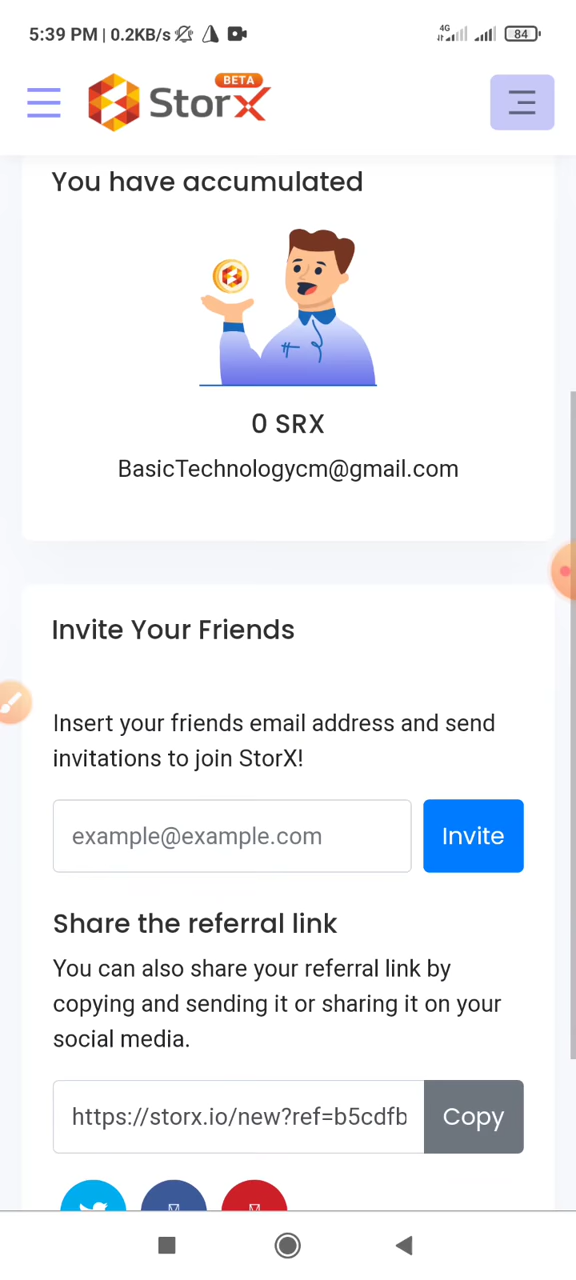 5:39 PM | 0.2KB/s
4G
84
BETA
StorX
You have accumulated
0 SRX
BasicTechnologycm@gmail.com
Invite Your Friends
Insert your friends email address and send
invitations to join StorX!
example@example.com
Invite
Share the referral link
You can also share your referral link by
copying and sending it or sharing it on your
social media.
https://storx.io/new?ref=b5cdfb
Copy